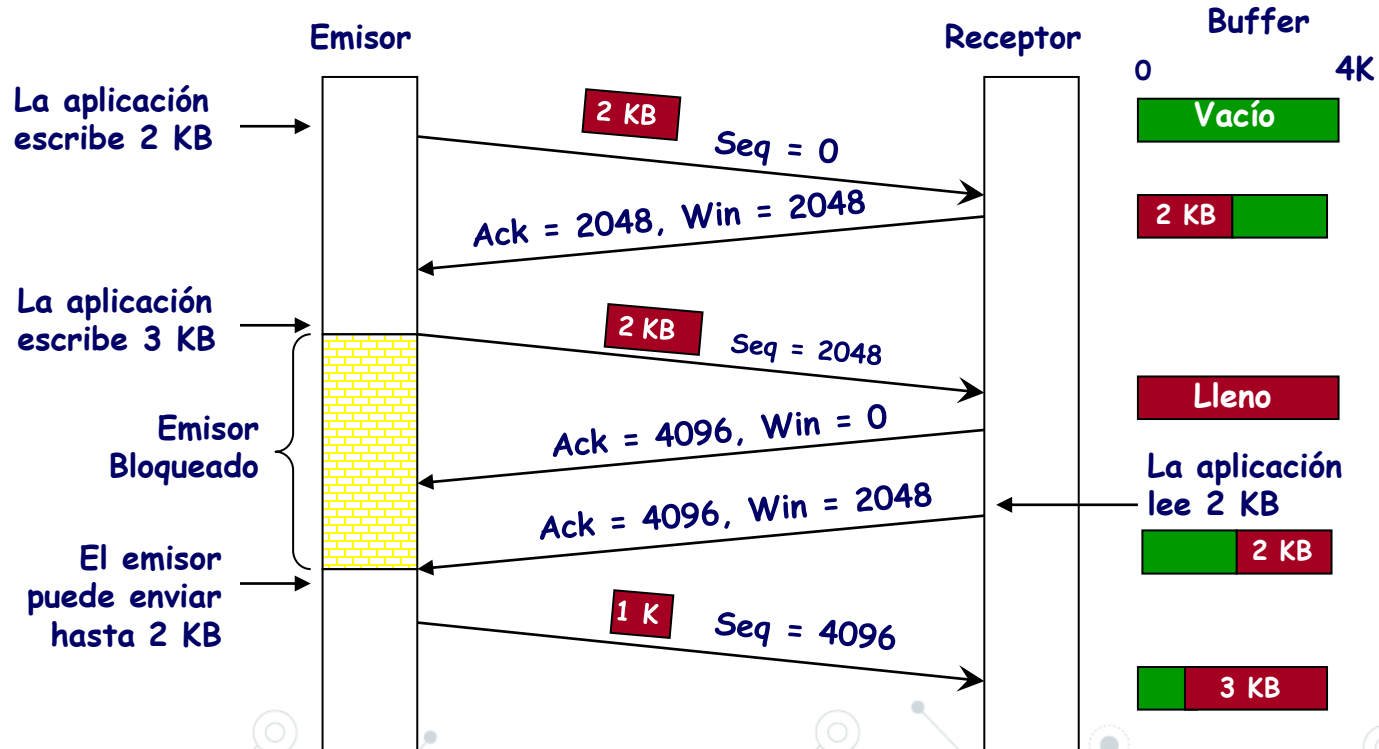 Emisor
Receptor
Buffer
0
4K
La aplicación
escribe 2 KB
2 KB
Seq = 0
Vacío
Ack = 2048, Win = 2048
2 KB
La aplicación
escribe 3 KB
2 KB
Seq = 2048
Lleno
Emisor
Bloqueado
Ack = 4096, Win = 0
La aplicación
lee 2 KB
Ack = 4096, Win = 2048
2 KB
El emisor
puede enviar
hasta 2 KB
1 K
Seq = 4096
3 KB